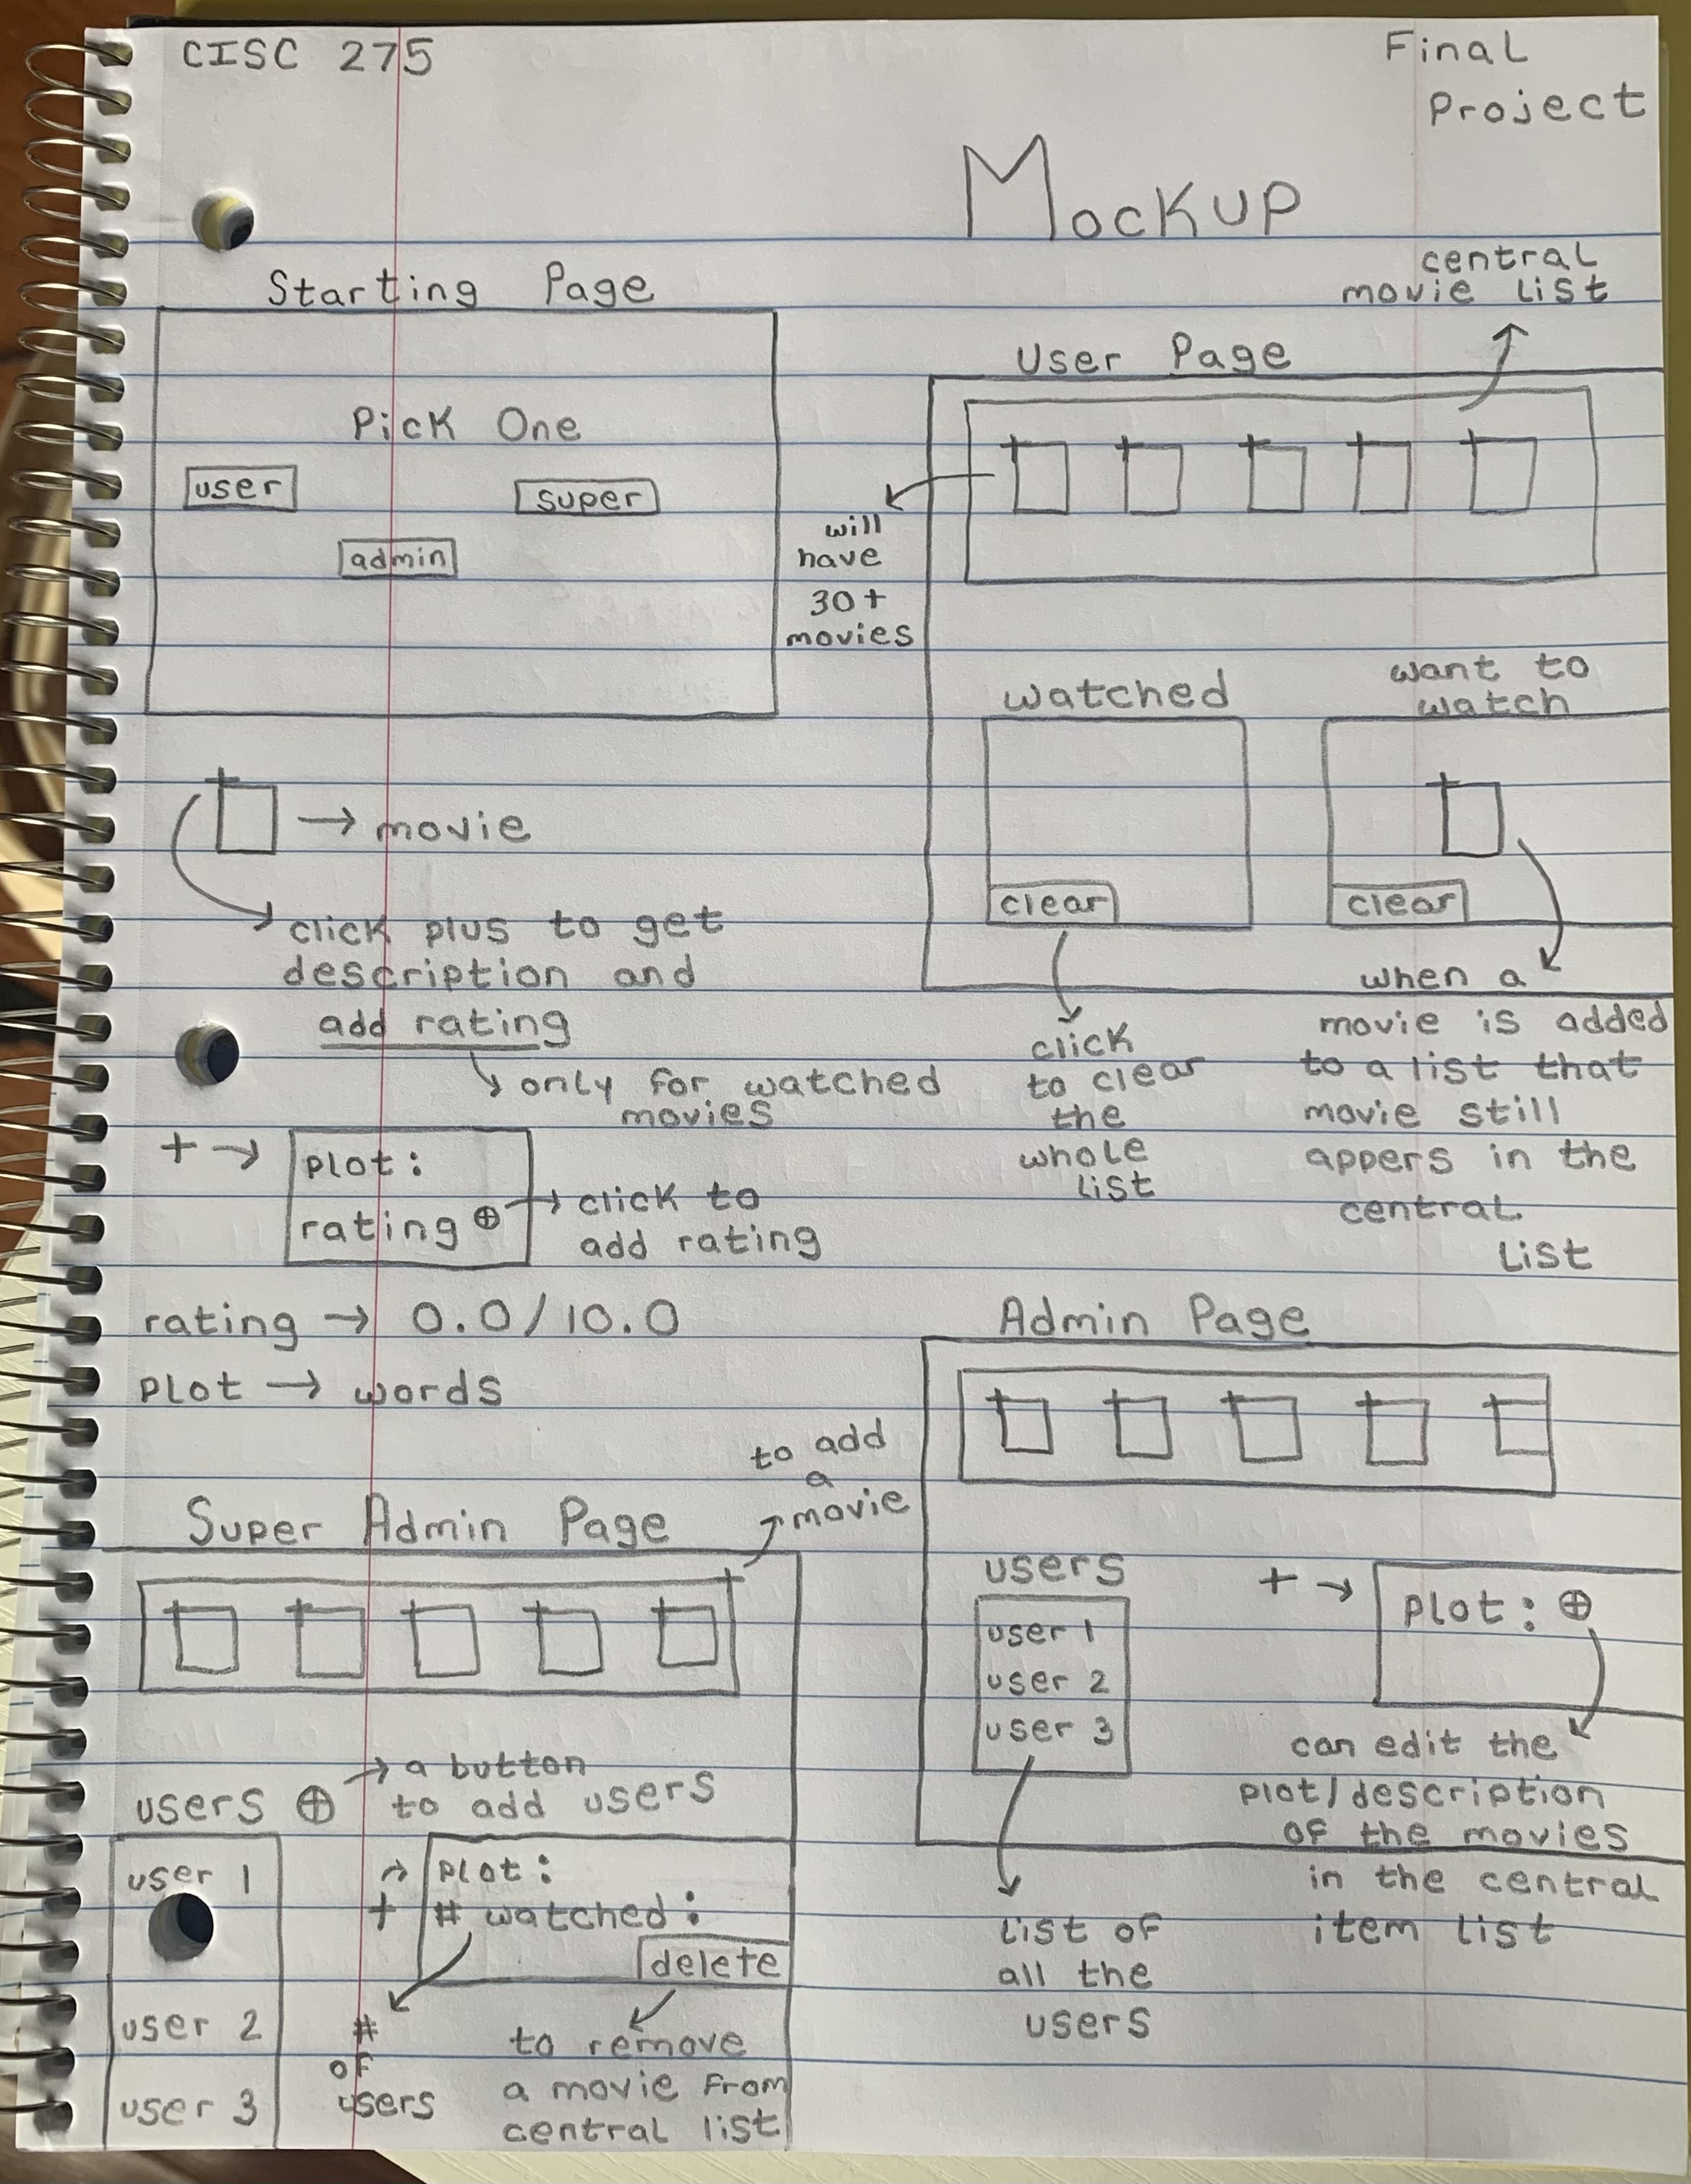 CISC 275
Final
Project
Mockup
Starting Page
Pick One
user
super
admin
central
movie list
User Page
will
have
30+
movies
watched
want to
watch
clear
clear
click
to clear
the
whole
list
when a
movie is added
to a list that
movie still
appers in the
central
list
→ movie
click plus to get
description and
add rating
only for watched
movies
+ → plot:
rating ⊕ → click to
add rating
rating → 0.0/10.0
plot → words
Super Admin Page
to add
a
movie
users ⊕ → a button
to add users
user 1
user 2
user 3
+ → plot:
# watched:
delete
#
of
users
to remove
a movie from
central list
Admin Page
users
user 1
user 2
user 3
list of
all the
users
+ → plot: ⊕
can edit the
plot/description
of the movies
in the central
item list